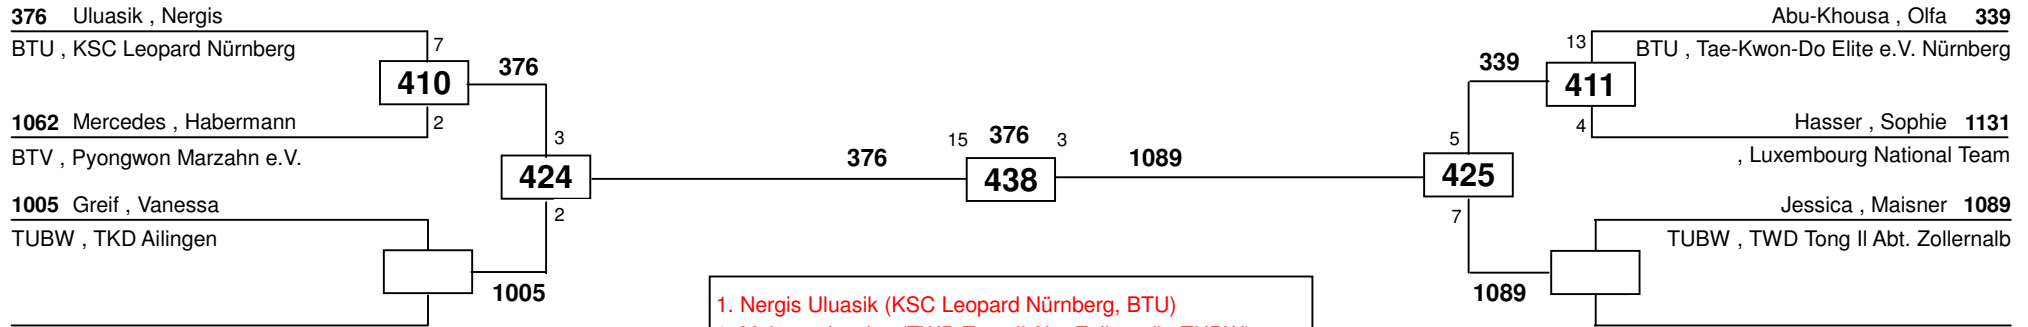 376 Uluasik , Nergis
BTU , KSC Leopard Nürnberg
7
410
376
1062 Mercedes , Habermann
2
BTV , Pyongwon Marzahn e.V.
3
424
376
1005 Greif , Vanessa
2
TUBW , TKD Ailingen
1005
15 376 3
438
1089
Abu-Khousa , Olfa 339
13
BTU , Tae-Kwon-Do Elite e.V. Nürnberg
339
411
Hasser , Sophie 1131
4
, Luxembourg National Team
5
425
Jessica , Maisner 1089
7
TUBW , TWD Tong Il Abt. Zollernalb
1089
1. Nergis Uluasik (KSC Leopard Nürnberg, BTU)